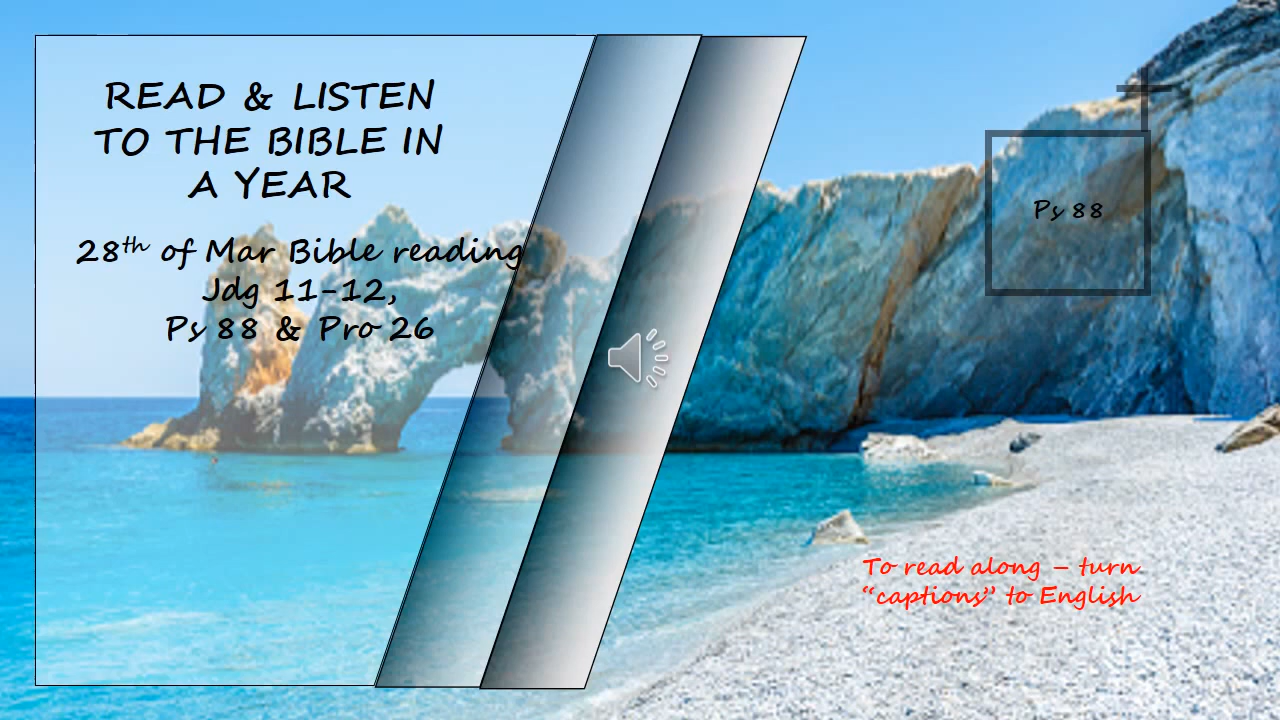 READ & LISTEN
TO THE BIBLE IN
A YEAR
28th of Mar Bible reading
Jdg 11-12,
Ps 88 & Pro 26
Ps 88
To read along – turn
“captions” to English